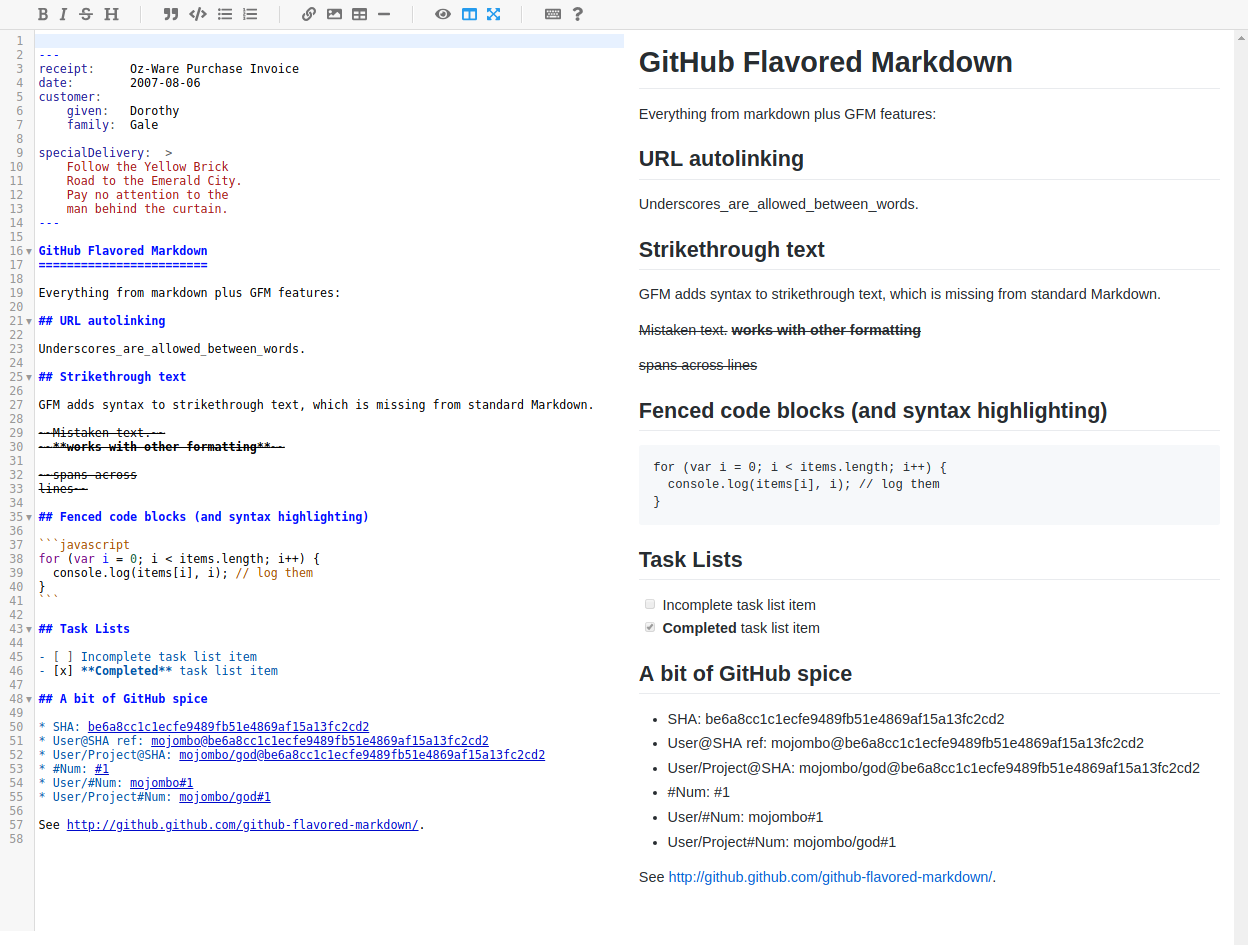 1
2 ---
3 receipt:     Oz-Ware Purchase Invoice
4 date:        2007-08-06
5 customer:
6     given:   Dorothy
7     family:  Gale
8
9 specialDelivery:  >
10     Follow the Yellow Brick
11     Road to the Emerald City.
12     Pay no attention to the
13     man behind the curtain.
14 ---
15
16 GitHub Flavored Markdown
17 ========================
18
19 Everything from markdown plus GFM features:
20
21 ## URL autolinking
22
23 Underscores_are_allowed_between_words.
24
25 ## Strikethrough text
26
27 GFM adds syntax to strikethrough text, which is missing from standard Markdown.
28
29 ~~Mistaken text.~~
30 ~~**works with other formatting**~~
31
32 ~~spans across
33 lines~~
34
35 ## Fenced code blocks (and syntax highlighting)
36
37 ```javascript
38 for (var i = 0; i < items.length; i++) {
39   console.log(items[i], i); // log them
40 }
41 ```
42
43 ## Task Lists
44
45 - [ ] Incomplete task list item
46 - [x] **Completed** task list item
47
48 ## A bit of GitHub spice
49
50 * SHA: be6a8cc1c1ecfe9489fb51e4869af15a13fc2cd2
51 * User@SHA ref: mojombo@be6a8cc1c1ecfe9489fb51e4869af15a13fc2cd2
52 * User/Project@SHA: mojombo/god@be6a8cc1c1ecfe9489fb51e4869af15a13fc2cd2
53 * #Num: #1
54 * User/#Num: mojombo#1
55 * User/Project#Num: mojombo/god#1
56
57 See http://github.github.com/github-flavored-markdown/.
58
GitHub Flavored Markdown
Everything from markdown plus GFM features:
URL autolinking
Underscores_are_allowed_between_words.
Strikethrough text
GFM adds syntax to strikethrough text, which is missing from standard Markdown.
Mistaken text. works with other formatting
spans across lines
Fenced code blocks (and syntax highlighting)
for (var i = 0; i < items.length; i++) {
  console.log(items[i], i); // log them
}
Task Lists
Incomplete task list item
Completed task list item
A bit of GitHub spice
• SHA: be6a8cc1c1ecfe9489fb51e4869af15a13fc2cd2
• User@SHA ref: mojombo@be6a8cc1c1ecfe9489fb51e4869af15a13fc2cd2
• User/Project@SHA: mojombo/god@be6a8cc1c1ecfe9489fb51e4869af15a13fc2cd2
• #Num: #1
• User/#Num: mojombo#1
• User/Project#Num: mojombo/god#1
See http://github.github.com/github-flavored-markdown/.